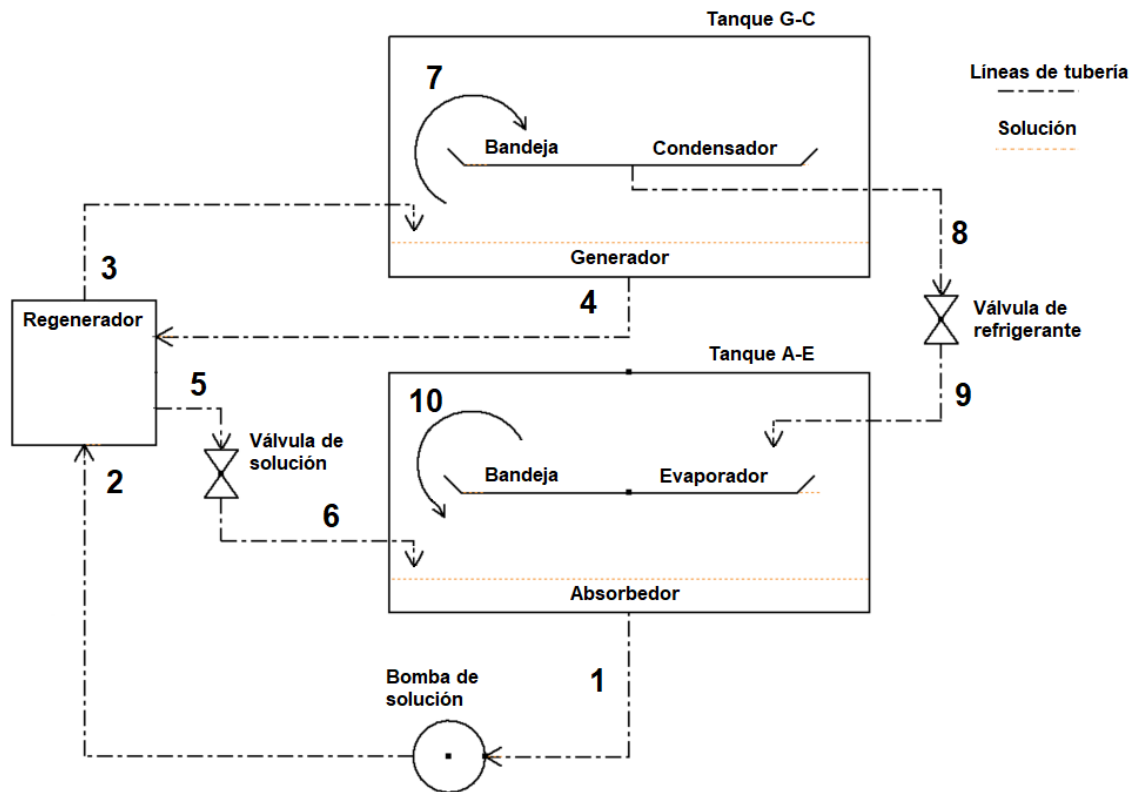 Tanque G-C
Líneas de tubería
Solución
7
Bandeja
Condensador
3
8
Generador
4
Regenerador
Válvula de
refrigerante
Tanque A-E
5
10
9
Válvula de
solución
2
Bandeja
Evaporador
6
Absorbedor
Bomba de
solución
1